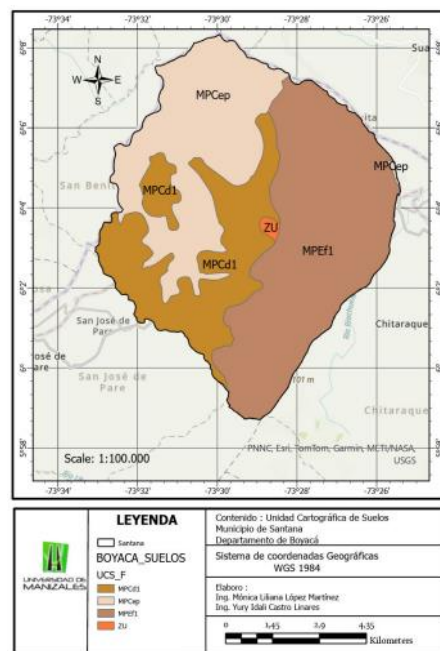 -73°34' -73°32' -73°30' -73°28' -73°26'
N
W E
S
MPCep
Sua
ita
MPCep
San Beni
MPCd1
ZU
MPCd1
MPEf1
San José de
Pare
Chitaraque
San José de
Pare
José de
are
101 m
Chitaraque
Scale: 1:100.000
PNNC, Esri, TomTom, Garmin, METI/NASA,
USGS
-73°34' -73°32' -73°30' -73°28' -73°26'
6°8'
6°6'
6°4'
6°2'
6°
5°58'
UNIVERSIDAD DE
MANIZALES
LEYENDA
Santana
BOYACA_SUELOS
UCS_F
MPCd1
MPCep
MPEf1
ZU
Contenido : Unidad Cartográfica de Suelos
Municipio de Santana
Departamento de Boyacá
Sistema de coordenadas Geográficas
WGS 1984
Elaboro :
Ing. Mónica Liliana López Martínez
Ing. Yury Idali Castro Linares
0 1,45 2,9 4,35
Kilometers